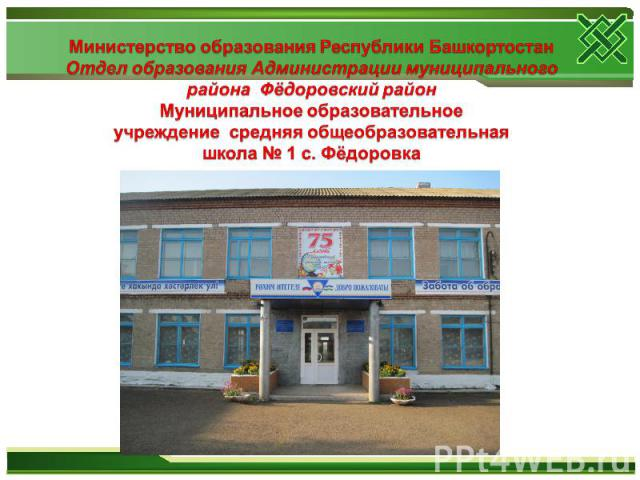 Министерство образования Республики Башкортостан
Отдел образования Администрации муниципального
района Фёдоровский район
Муниципальное образовательное
учреждение средняя общеобразовательная
школа № 1 с. Фёдоровка
75
хакында хәстәрлек ул!
РӘХИМ ИТЕГЕҘ!
ДОБРО ПОЖАЛОВАТЬ!
Забота об обра
PPt4WEB.ru